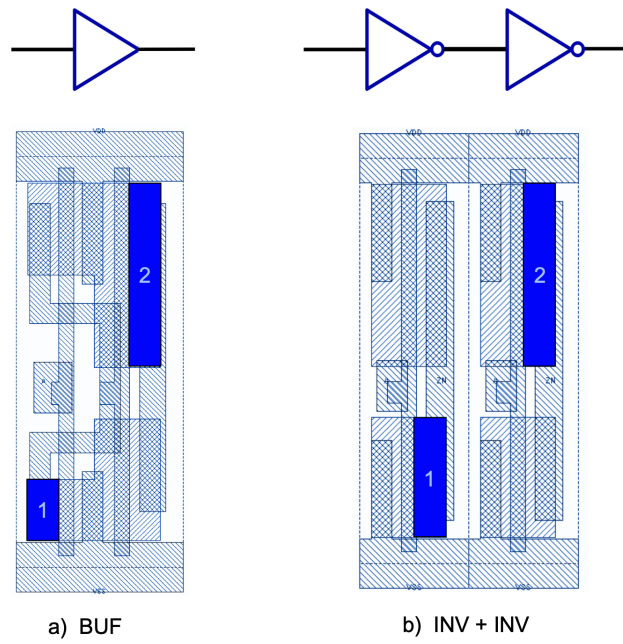 VDD
VDD
VDD
2
2
A
A
ZN
A
ZN
1
1
VSS
VSS
VSS
a) BUF
b) INV + INV